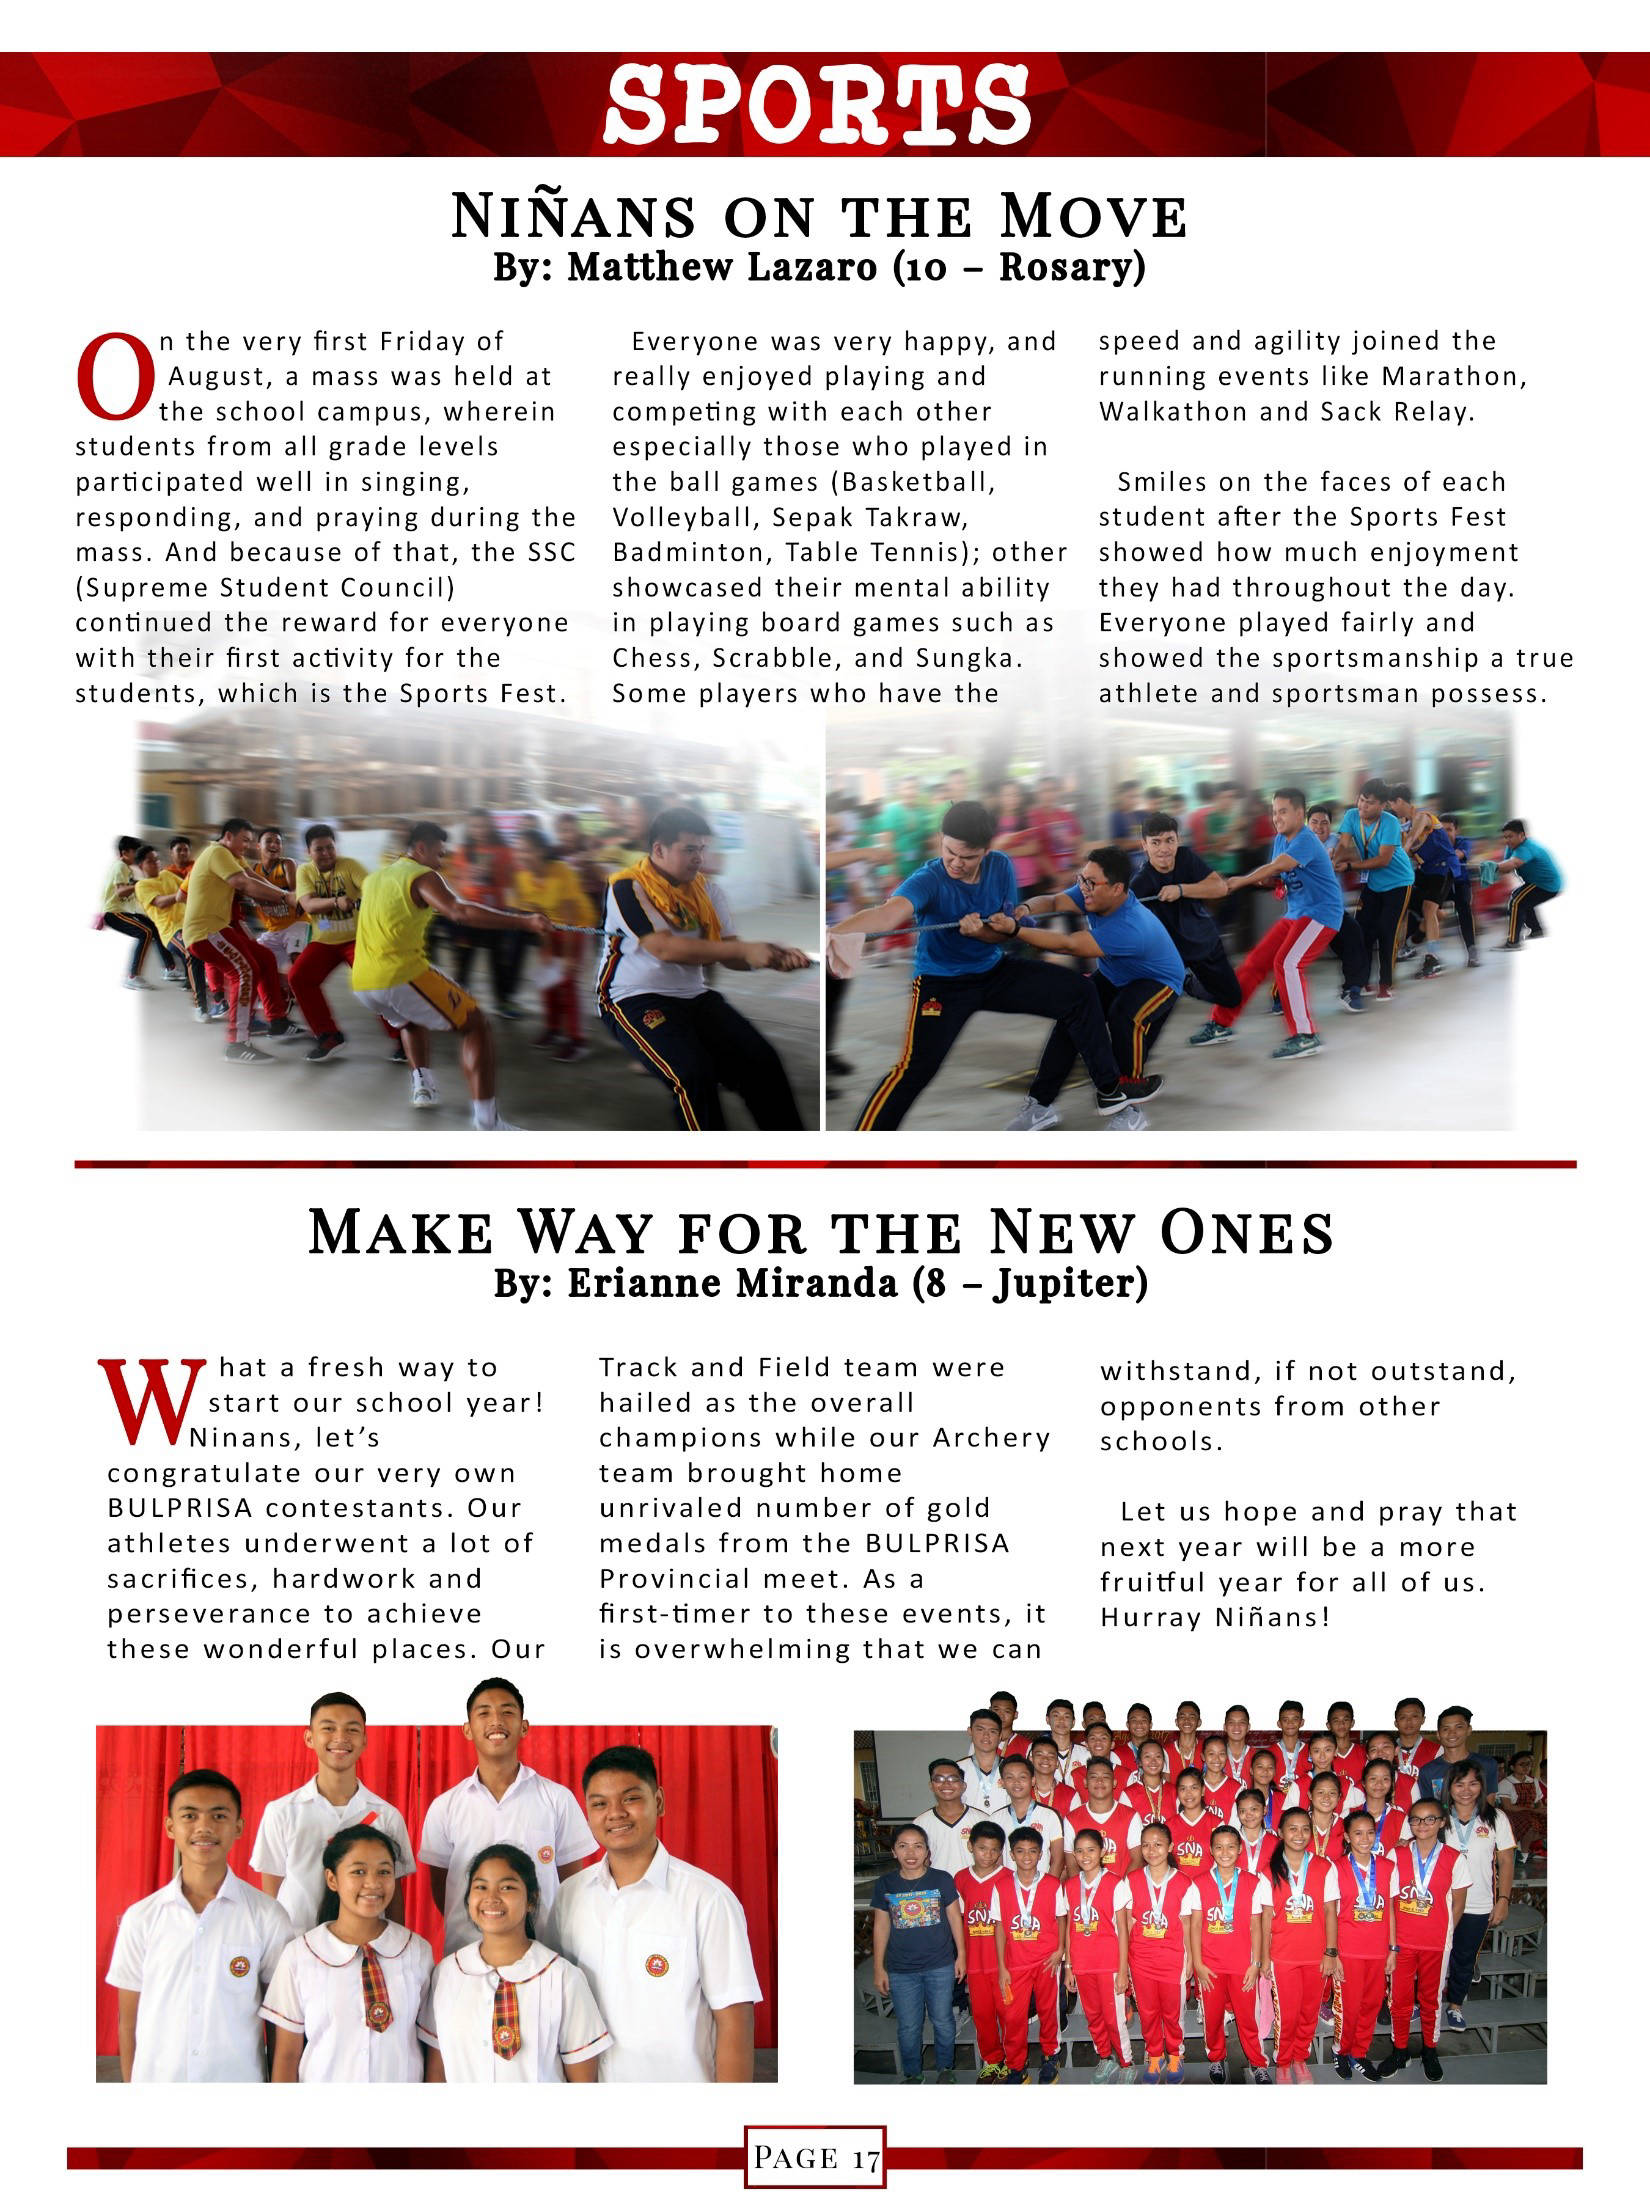 SPORTS
Niñans on the Move
By: Matthew Lazaro (10 – Rosary)
On the very first Friday of
August, a mass was held at
the school campus, wherein
students from all grade levels
participated well in singing,
responding, and praying during the
mass. And because of that, the SSC
(Supreme Student Council)
continued the reward for everyone
with their first activity for the
students, which is the Sports Fest.
Everyone was very happy, and
really enjoyed playing and
competing with each other
especially those who played in
the ball games (Basketball,
Volleyball, Sepak Takraw,
Badminton, Table Tennis); other
showcased their mental ability
in playing board games such as
Chess, Scrabble, and Sungka.
Some players who have the
speed and agility joined the
running events like Marathon,
Walkathon and Sack Relay.
Smiles on the faces of each
student after the Sports Fest
showed how much enjoyment
they had throughout the day.
Everyone played fairly and
showed the sportsmanship a true
athlete and sportsman possess.
Make Way for the New Ones
By: Erianne Miranda (8 – Jupiter)
What a fresh way to
start our school year!
Ninans, let’s
congratulate our very own
BULPRISA contestants. Our
athletes underwent a lot of
sacrifices, hardwork and
perseverance to achieve
these wonderful places. Our
Track and Field team were
hailed as the overall
champions while our Archery
team brought home
unrivaled number of gold
medals from the BULPRISA
Provincial meet. As a
first-timer to these events, it
is overwhelming that we can
withstand, if not outstand,
opponents from other
schools.
Let us hope and pray that
next year will be a more
fruitful year for all of us.
Hurray Niñans!
SNA
SNA
SNA
SNA
SNA
SNA
SNA
Page 17